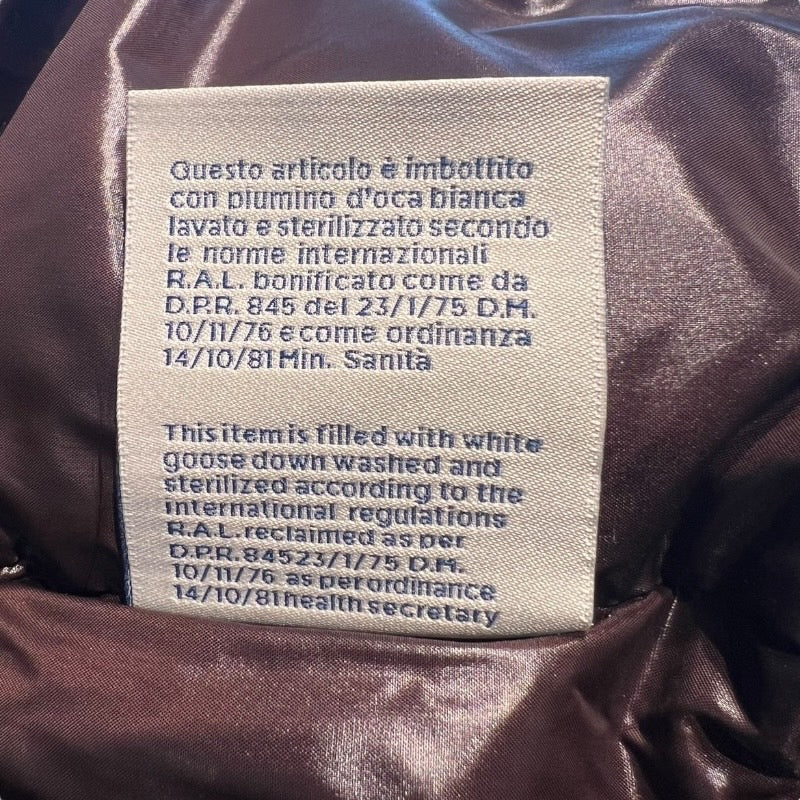 Questo articolo è imbottito
con piumino d'oca bianca
lavato e sterilizzato secondo
le norme internazionali
R.A.L. bonificato come da
D.P.R. 845 del 23/1/75 D.M.
10/11/76 e come ordinanza
14/10/81 Min. Sanità
This item is filled with white
goose down washed and
sterilized according to the
international regulations
R.A.L. reclaimed as per
D.P.R. 845 23/1/75 D.M.
10/11/76 as per ordinance
14/10/81 health secretary